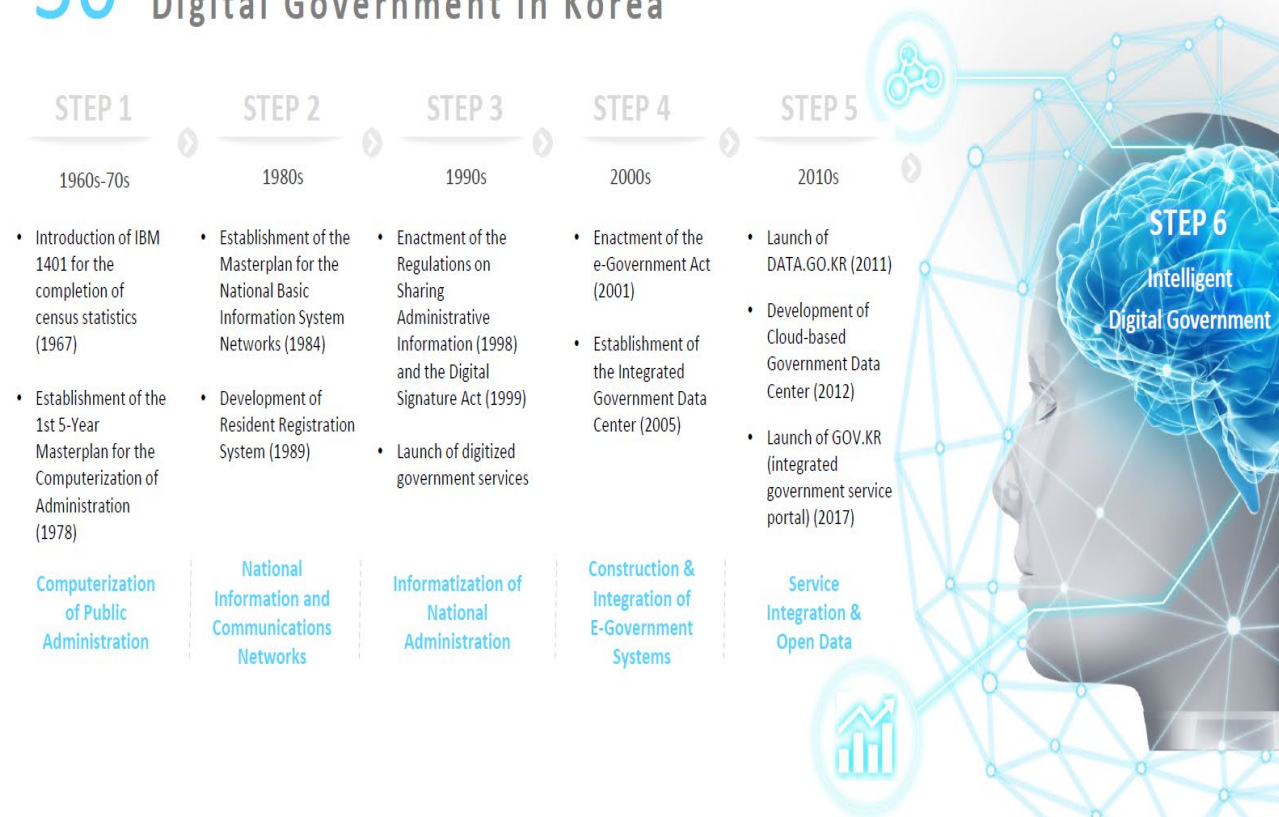 50 Digital Government in Korea
STEP 1
1960s-70s
• Introduction of IBM
1401 for the
completion of
census statistics
(1967)
• Establishment of the
1st 5-Year
Masterplan for the
Computerization of
Administration
(1978)
Computerization
of Public
Administration
STEP 2
1980s
• Establishment of the
Masterplan for the
National Basic
Information System
Networks (1984)
• Development of
Resident Registration
System (1989)
National
Information and
Communications
Networks
STEP 3
1990s
• Enactment of the
Regulations on
Sharing
Administrative
Information (1998)
and the Digital
Signature Act (1999)
• Launch of digitized
government services
Informatization of
National
Administration
STEP 4
2000s
• Enactment of the
e-Government Act
(2001)
• Establishment of
the Integrated
Government Data
Center (2005)
Construction &
Integration of
E-Government
Systems
STEP 5
2010s
• Launch of
DATA.GO.KR (2011)
• Development of
Cloud-based
Government Data
Center (2012)
• Launch of GOV.KR
(integrated
government service
portal) (2017)
Service
Integration &
Open Data
STEP 6
Intelligent
Digital Government